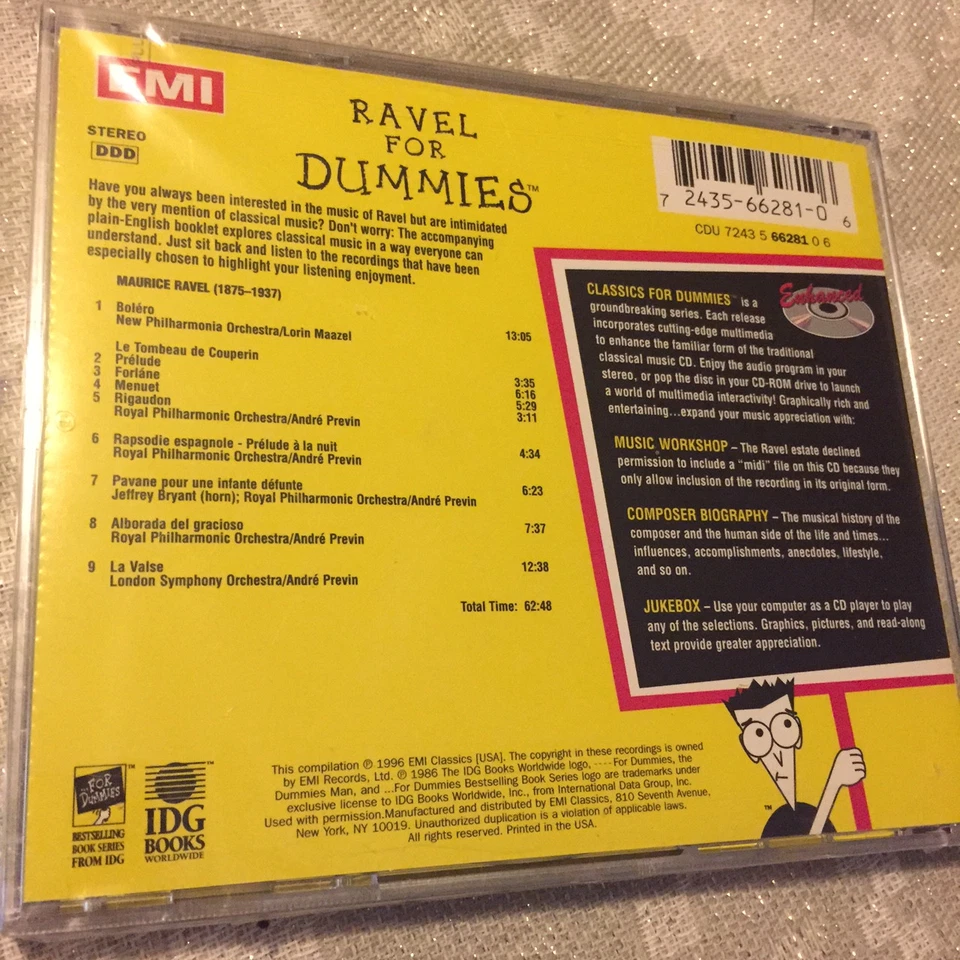 EMI
STEREO
DDD
RAVEL
FOR
DUMMIES™
7 2435-66281-0 6
CDU 7243 5 66281 0 6
Have you always been interested in the music of Ravel but are intimidated
by the very mention of classical music? Don't worry: The accompanying
plain-English booklet explores classical music in a way everyone can
understand. Just sit back and listen to the recordings that have been
especially chosen to highlight your listening enjoyment.
MAURICE RAVEL (1875–1937)
1 Boléro
New Philharmonia Orchestra/Lorin Maazel 13:05
Le Tombeau de Couperin
2 Prélude 3:35
3 Forláne 6:16
4 Menuet 5:29
5 Rigaudon 3:11
Royal Philharmonic Orchestra/André Previn
6 Rapsodie espagnole - Prélude à la nuit
Royal Philharmonic Orchestra/André Previn 4:34
7 Pavane pour une infante défunte
Jeffrey Bryant (horn); Royal Philharmonic Orchestra/André Previn 6:23
8 Alborada del gracioso
Royal Philharmonic Orchestra/André Previn 7:37
9 La Valse 12:38
London Symphony Orchestra/André Previn
Total Time: 62:48
Enhanced
CLASSICS FOR DUMMIES™ is a
groundbreaking series. Each release
incorporates cutting-edge multimedia
to enhance the familiar form of the traditional
classical music CD. Enjoy the audio program in your
stereo, or pop the disc in your CD-ROM drive to launch
a world of multimedia interactivity! Graphically rich and
entertaining...expand your music appreciation with:
MUSIC WORKSHOP – The Ravel estate declined
permission to include a "midi" file on this CD because they
only allow inclusion of the recording in its original form.
COMPOSER BIOGRAPHY – The musical history of the
composer and the human side of the life and times...
influences, accomplishments, anecdotes, lifestyle,
and so on.
JUKEBOX – Use your computer as a CD player to play
any of the selections. Graphics, pictures, and read-along
text provide greater appreciation.
...FOR
DUMMIES
™
BESTSELLING
BOOK SERIES
FROM IDG
™
IDG
BOOKS
WORLDWIDE
This compilation ℗ 1996 EMI Classics [USA]. The copyright in these recordings is owned
by EMI Records, Ltd. ℗ 1986 The IDG Books Worldwide logo, ----For Dummies, the
Dummies Man, and ...For Dummies Bestselling Book Series logo are trademarks under
exclusive license to IDG Books Worldwide, Inc., from International Data Group, Inc.
Used with permission.Manufactured and distributed by EMI Classics, 810 Seventh Avenue,
New York, NY 10019. Unauthorized duplication is a violation of applicable laws.
All rights reserved. Printed in the USA.
™